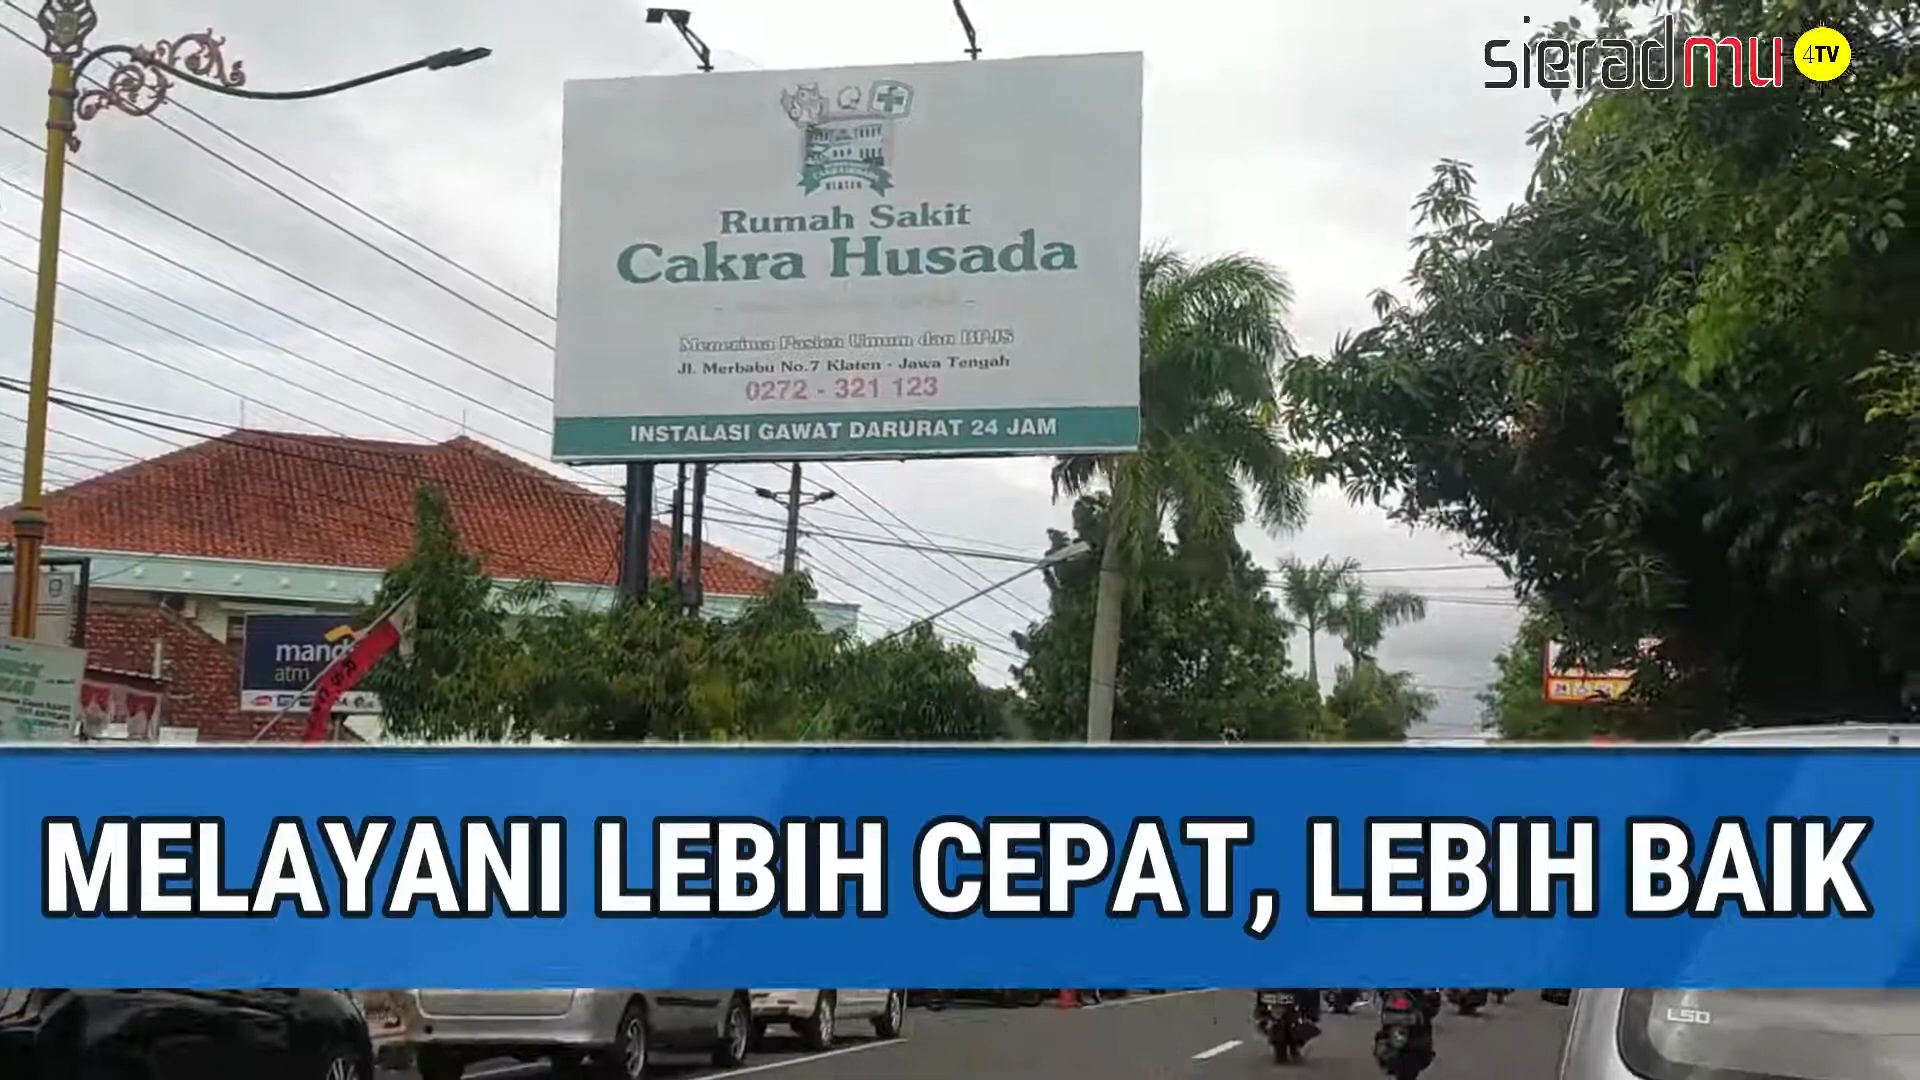 sieradmu 4TV
Rumah Sakit
Cakra Husada
Menerima Pasien Umum dan BPJS
Jl. Merbabu No.7 Klaten - Jawa Tengah
0272 - 321 123
INSTALASI GAWAT DARURAT 24 JAM
atm
MELAYANI LEBIH CEPAT, LEBIH BAIK
LSD